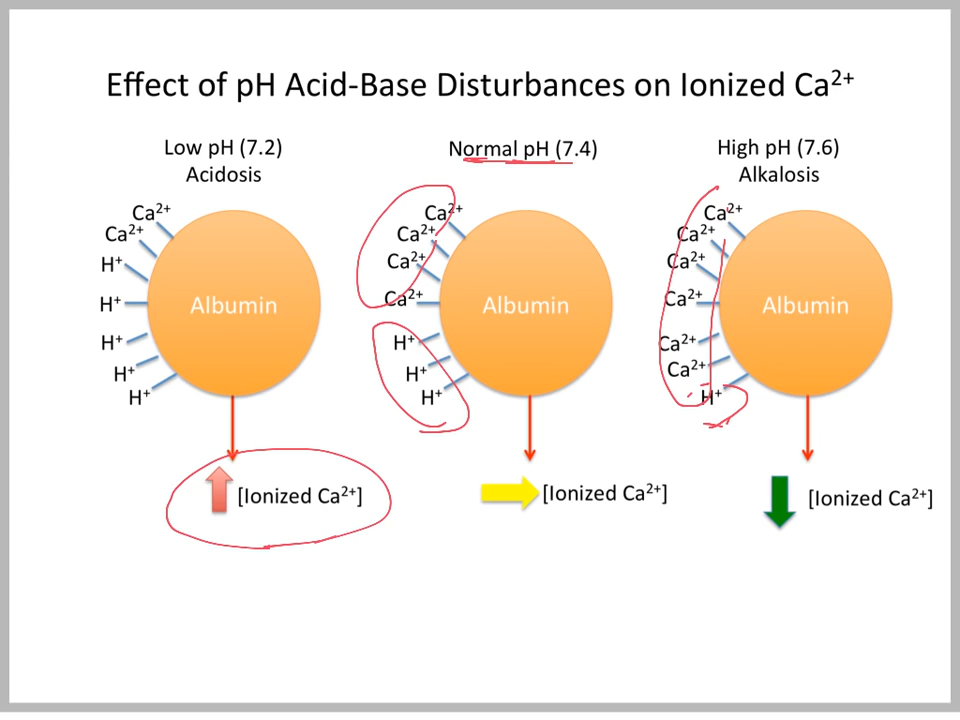 Effect of pH Acid-Base Disturbances on Ionized Ca²⁺
Low pH (7.2)
Acidosis
Ca²⁺
Ca²⁺
H⁺
H⁺
H⁺
H⁺
H⁺
Albumin
[Ionized Ca²⁺]
Normal pH (7.4)
Ca²⁺
Ca²⁺
Ca²⁺
Ca²⁺
H⁺
H⁺
H⁺
Albumin
[Ionized Ca²⁺]
High pH (7.6)
Alkalosis
Ca²⁺
Ca²⁺
Ca²⁺
Ca²⁺
Ca²⁺
Ca²⁺
H⁺
Albumin
[Ionized Ca²⁺]